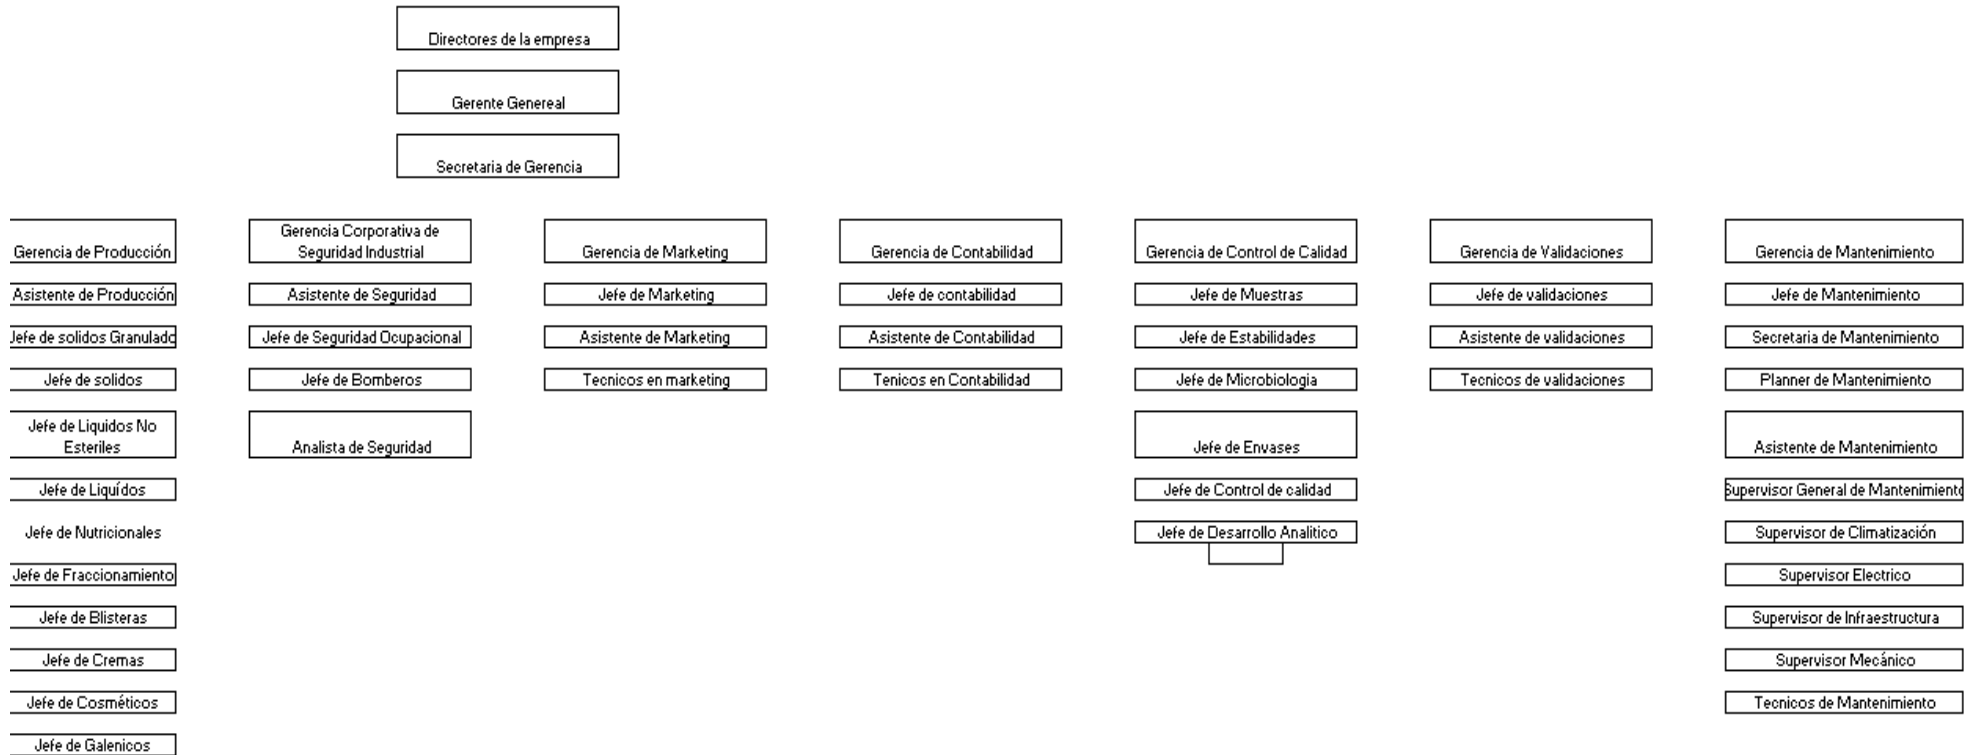 Directores de la empresa
Gerente Genereal
Secretaria de Gerencia
Gerencia de Producción
Asistente de Producción
Jefe de solidos Granulado
Jefe de solidos
Jefe de Liquidos No
Esteriles
Jefe de Liquídos
Jefe de Nutricionales
Jefe de Fraccionamiento
Jefe de Blisteras
Jefe de Cremas
Jefe de Cosméticos
Jefe de Galenicos
Gerencia Corporativa de
Seguridad Industrial
Asistente de Seguridad
Jefe de Seguridad Ocupacional
Jefe de Bomberos
Analista de Seguridad
Gerencia de Marketing
Jefe de Marketing
Asistente de Marketing
Tecnicos en marketing
Gerencia de Contabilidad
Jefe de contabilidad
Asistente de Contabilidad
Tenicos en Contabilidad
Gerencia de Control de Calidad
Jefe de Muestras
Jefe de Estabilidades
Jefe de Microbiologia
Jefe de Envases
Jefe de Control de calidad
Jefe de Desarrollo Analitico
Gerencia de Validaciones
Jefe de validaciones
Asistente de validaciones
Tecnicos de validaciones
Gerencia de Mantenimiento
Jefe de Mantenimiento
Secretaria de Mantenimiento
Planner de Mantenimiento
Asistente de Mantenimiento
Supervisor General de Mantenimiento
Supervisor de Climatización
Supervisor Electrico
Supervisor de Infraestructura
Supervisor Mecánico
Tecnicos de Mantenimiento